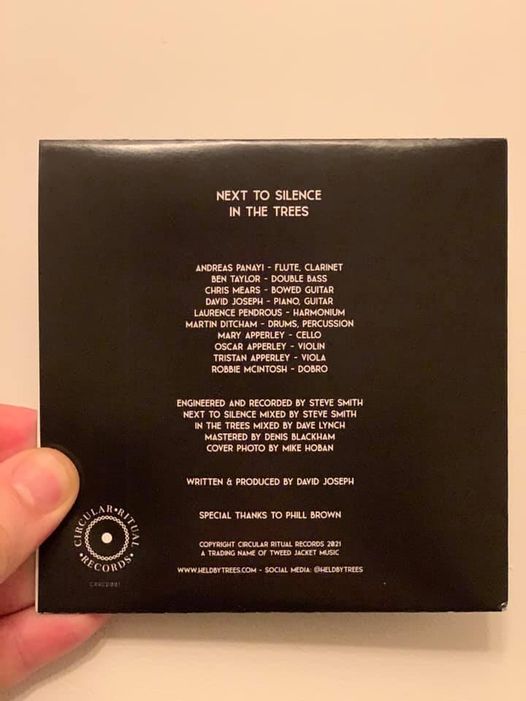 NEXT TO SILENCE
IN THE TREES
ANDREAS PANAYI - FLUTE, CLARINET
BEN TAYLOR - DOUBLE BASS
CHRIS MEARS - BOWED GUITAR
DAVID JOSEPH - PIANO, GUITAR
LAURENCE PENDROUS - HARMONIUM
MARTIN DITCHAM - DRUMS, PERCUSSION
MARY APPERLEY - CELLO
OSCAR APPERLEY - VIOLIN
TRISTAN APPERLEY - VIOLA
ROBBIE MCINTOSH - DOBRO
ENGINEERED AND RECORDED BY STEVE SMITH
NEXT TO SILENCE MIXED BY STEVE SMITH
IN THE TREES MIXED BY DAVE LYNCH
MASTERED BY DENIS BLACKHAM
COVER PHOTO BY MIKE HOBAN
WRITTEN & PRODUCED BY DAVID JOSEPH
SPECIAL THANKS TO PHILL BROWN
COPYRIGHT CIRCULAR RITUAL RECORDS 2021
A TRADING NAME OF TWEED JACKET MUSIC
WWW.HELDBYTREES.COM - SOCIAL MEDIA: @HELDBYTREES
CIRCULAR•RITUAL
•RECORDS•